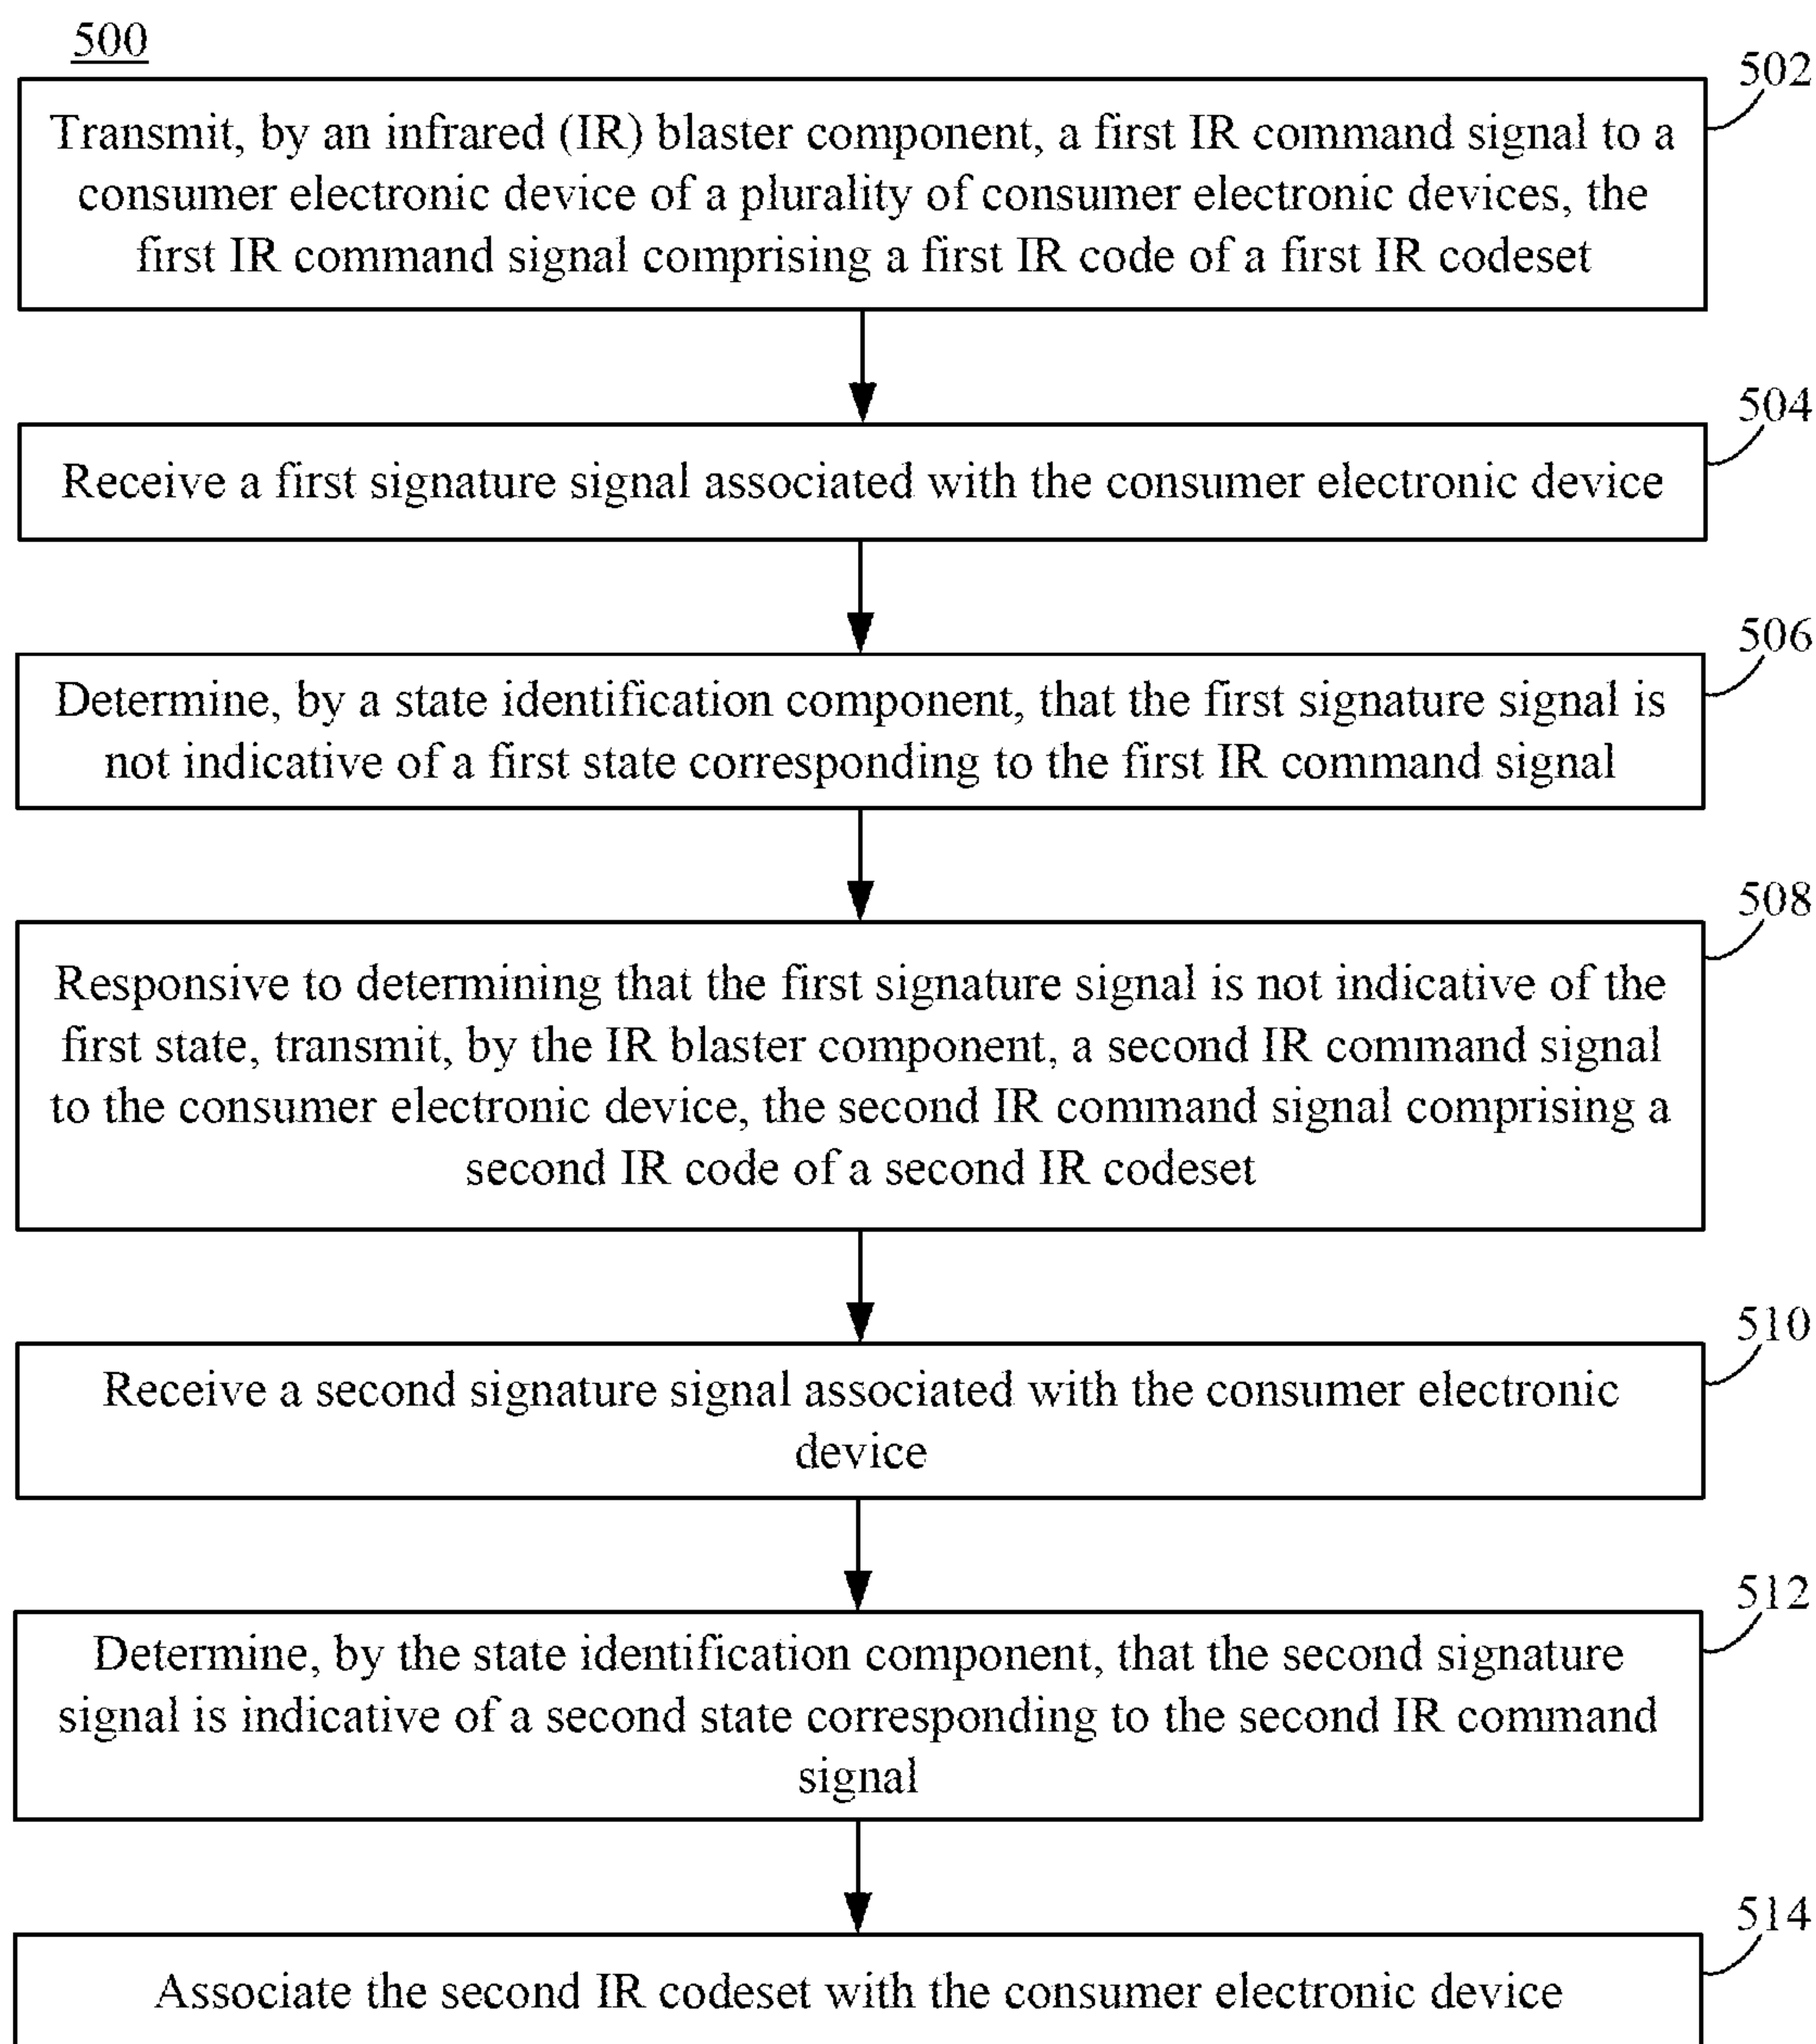 500
502
Transmit, by an infrared (IR) blaster component, a first IR command signal to a
consumer electronic device of a plurality of consumer electronic devices, the
first IR command signal comprising a first IR code of a first IR codeset
504
Receive a first signature signal associated with the consumer electronic device
506
Determine, by a state identification component, that the first signature signal is
not indicative of a first state corresponding to the first IR command signal
508
Responsive to determining that the first signature signal is not indicative of the
first state, transmit, by the IR blaster component, a second IR command signal
to the consumer electronic device, the second IR command signal comprising a
second IR code of a second IR codeset
510
Receive a second signature signal associated with the consumer electronic
device
512
Determine, by the state identification component, that the second signature
signal is indicative of a second state corresponding to the second IR command
signal
514
Associate the second IR codeset with the consumer electronic device